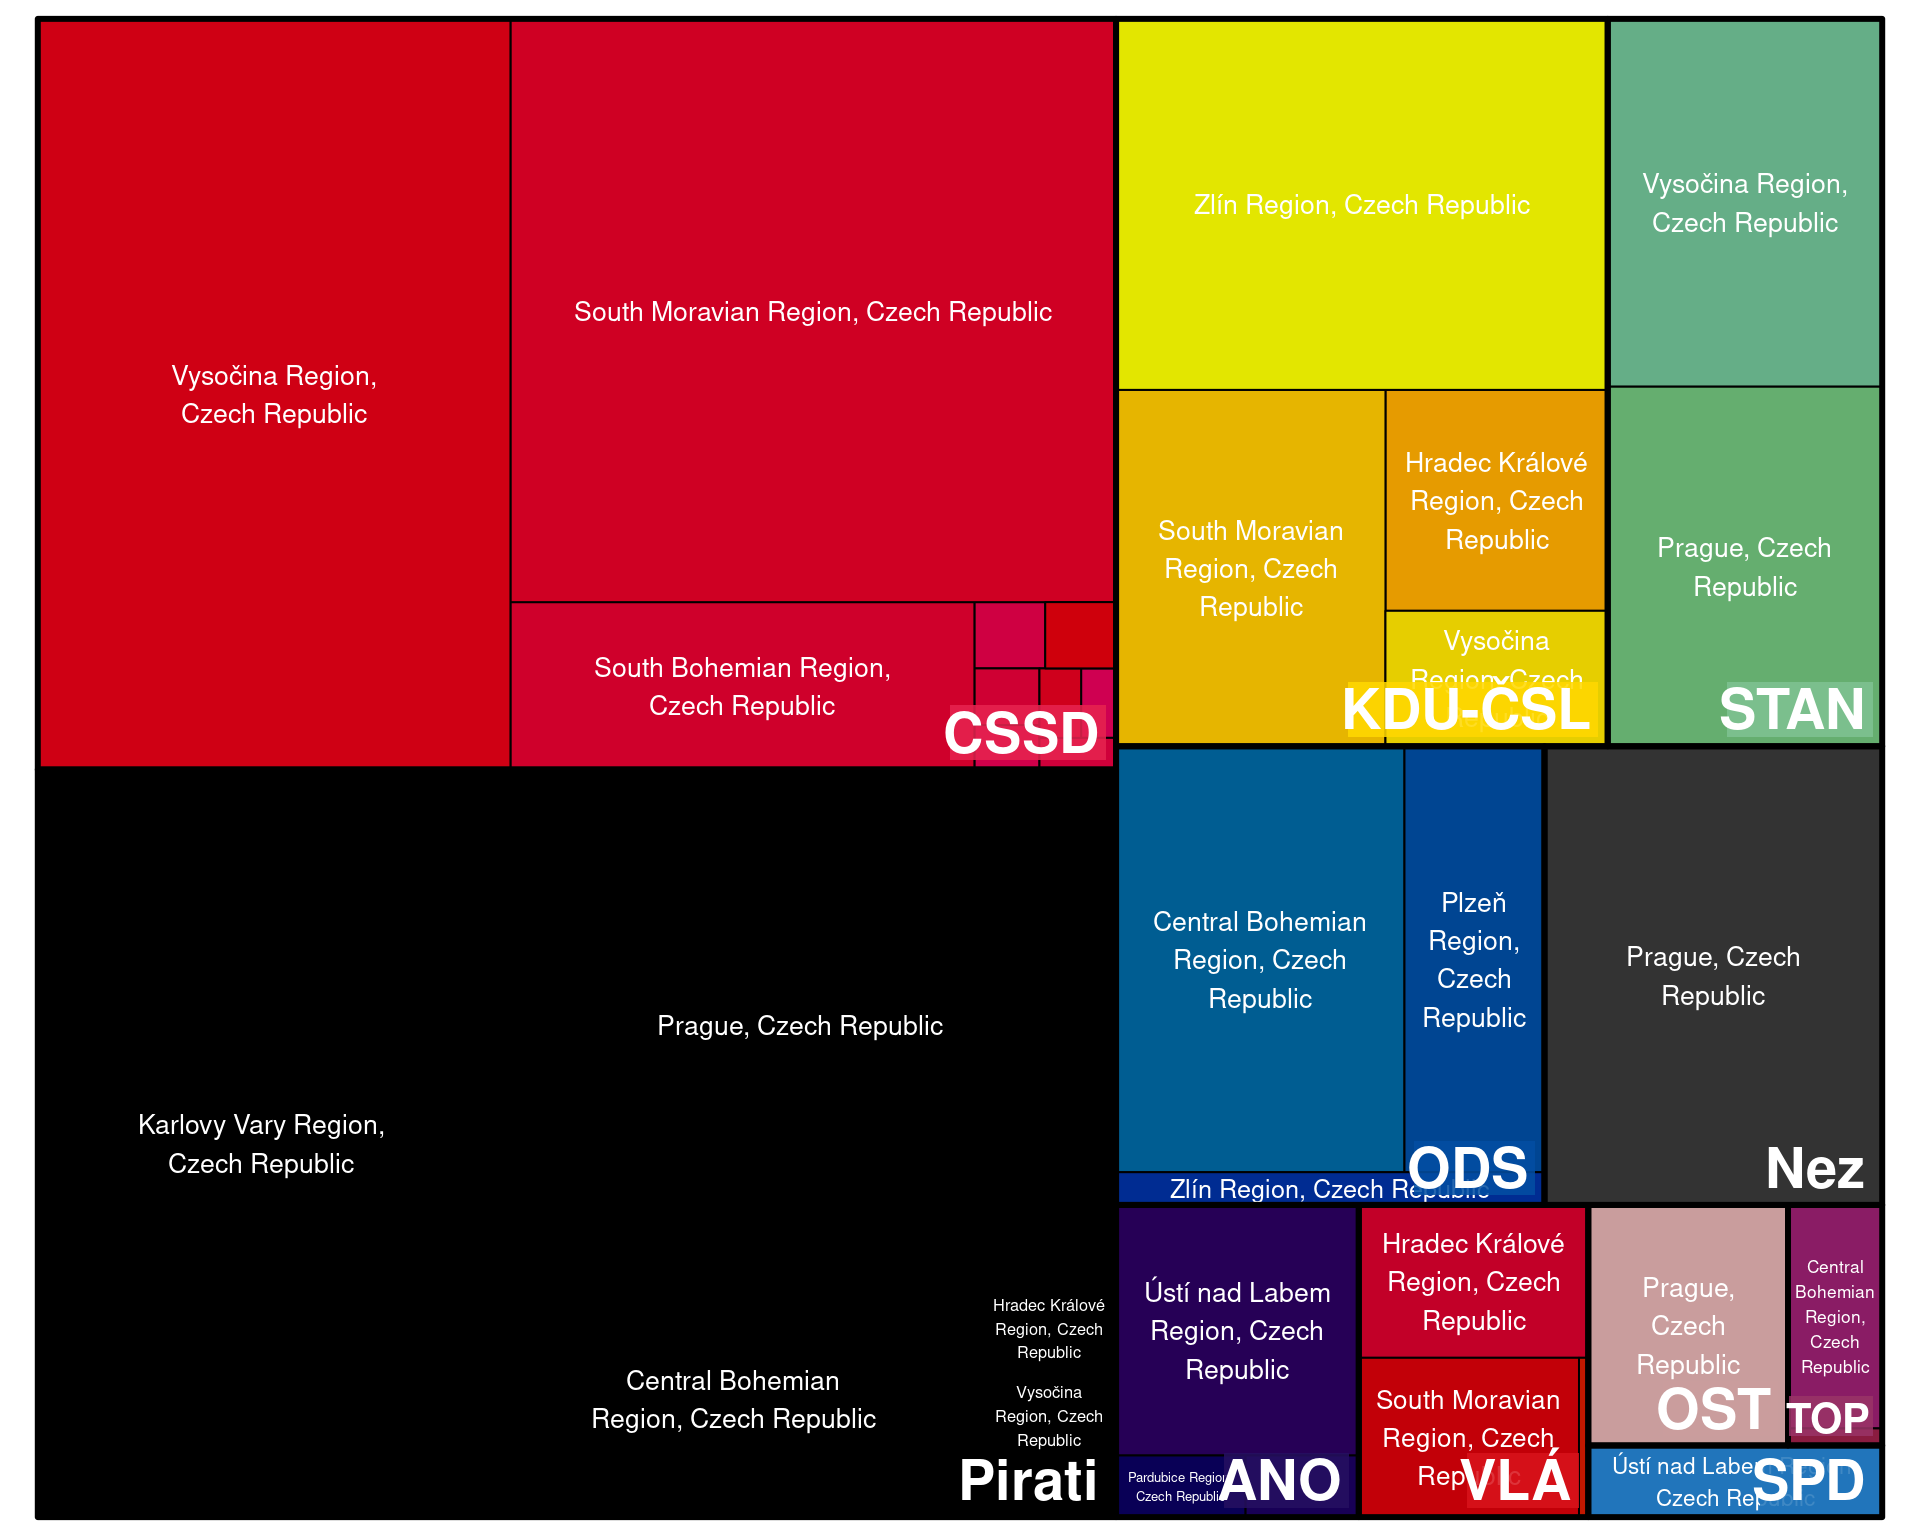 Vysočina Region,
Czech Republic
South Moravian Region, Czech Republic
South Bohemian Region,
Czech Republic
CSSD
Zlín Region, Czech Republic
South Moravian
Region, Czech
Republic
Hradec Králové
Region, Czech
Republic
Vysočina
Region, Czech
KDU-ČSL
Vysočina Region,
Czech Republic
Prague, Czech
Republic
STAN
Karlovy Vary Region,
Czech Republic
Prague, Czech Republic
Central Bohemian
Region, Czech Republic
Hradec Králové
Region, Czech
Republic
Vysočina
Region, Czech
Republic
Pirati
Central Bohemian
Region, Czech
Republic
Plzeň
Region,
Czech
Republic
Zlín Region, Czech Republic
ODS
Prague, Czech
Republic
Nez
Ústí nad Labem
Region, Czech
Republic
Pardubice Region,
Czech Republic
ANO
Hradec Králové
Region, Czech
Republic
South Moravian
Region, Czech
Republic
VLÁ
Prague,
Czech
Republic
OST
Central
Bohemian
Region,
Czech
Republic
TOP
Ústí nad Labem Region,
Czech Republic
SPD